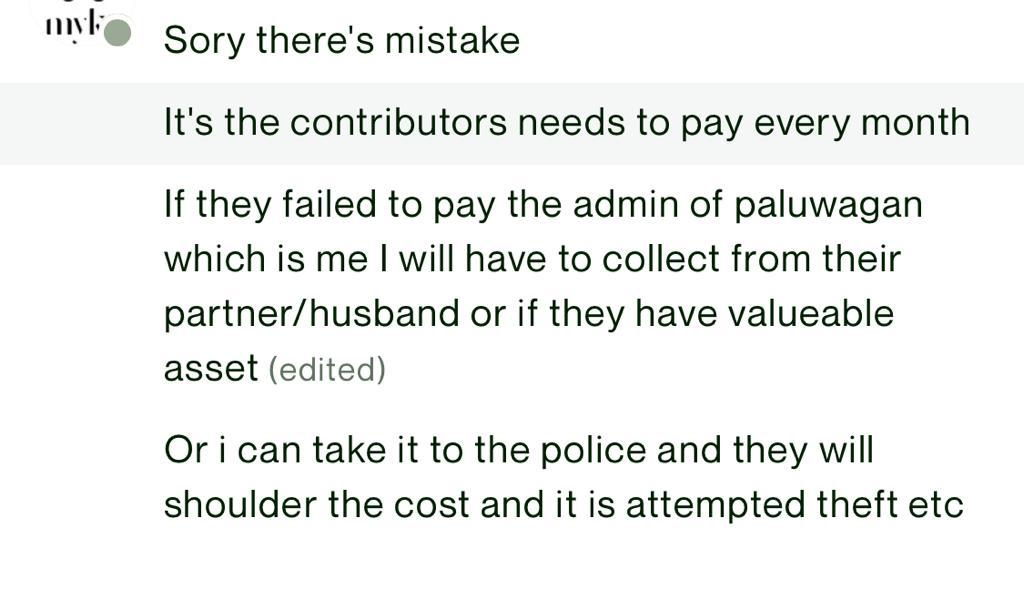 Sory there's mistake
It's the contributors needs to pay every month
If they failed to pay the admin of paluwagan
which is me I will have to collect from their
partner/husband or if they have valueable
asset (edited)
Or i can take it to the police and they will
shoulder the cost and it is attempted theft etc